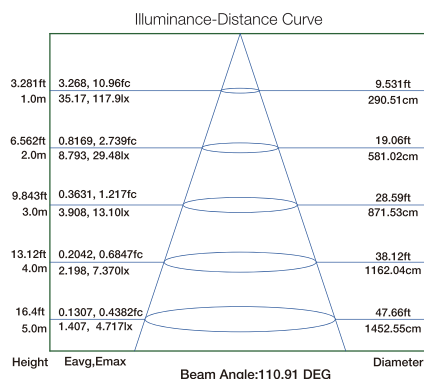 Illuminance-Distance Curve
3.281ft 3.268, 10.96fc 9.531ft
1.0m 35.17, 117.9lx 290.51cm
6.562ft 0.8169, 2.739fc 19.06ft
2.0m 8.793, 29.48lx 581.02cm
9.843ft 0.3631, 1.217fc 28.59ft
3.0m 3.908, 13.10lx 871.53cm
13.12ft 0.2042, 0.6847fc 38.12ft
4.0m 2.198, 7.370lx 1162.04cm
16.4ft 0.1307, 0.4382fc 47.66ft
5.0m 1.407, 4.717lx 1452.55cm
Height Eavg,Emax Diameter
Beam Angle:110.91 DEG